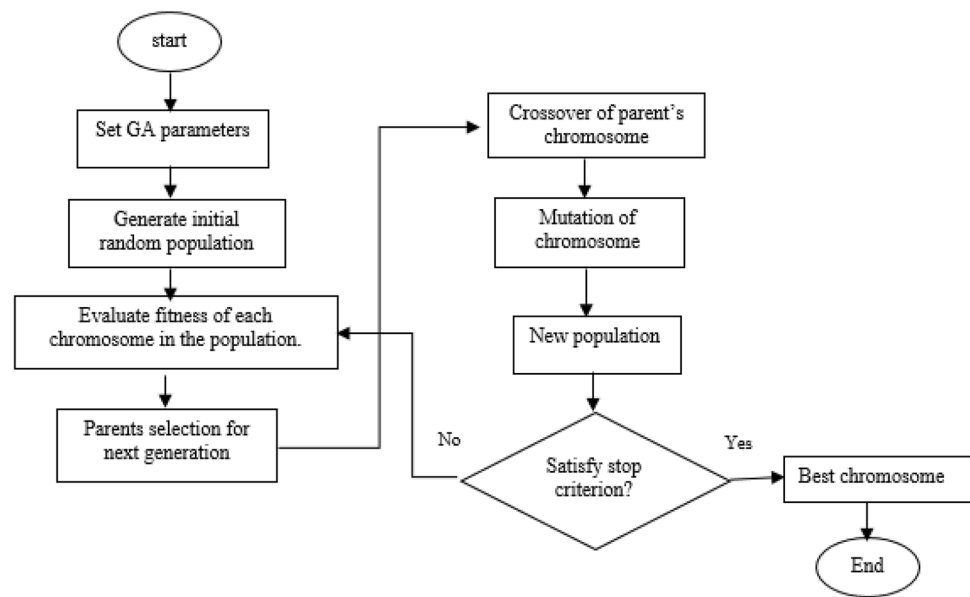 start
Set GA parameters
Generate initial
random population
Evaluate fitness of each
chromosome in the population.
Parents selection for
next generation
Crossover of parent’s
chromosome
Mutation of
chromosome
New population
Satisfy stop
criterion?
No
Yes
Best chromosome
End